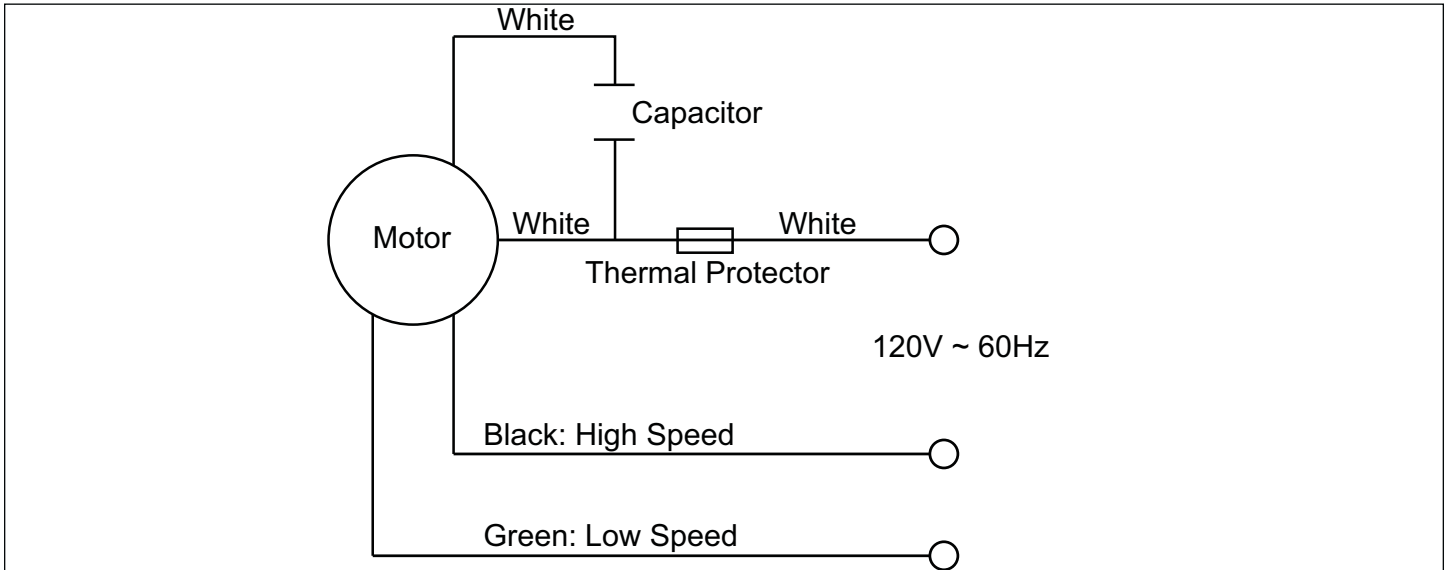 White
Capacitor
Motor
White
White
Thermal Protector
120V ~ 60Hz
Black: High Speed
Green: Low Speed